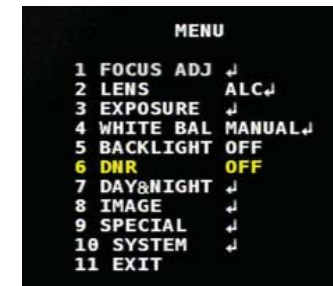 MENU
1 FOCUS ADJ ↲
2 LENS ALC↲
3 EXPOSURE ↲
4 WHITE BAL MANUAL↲
5 BACKLIGHT OFF
6 DNR OFF
7 DAY&NIGHT ↲
8 IMAGE ↲
9 SPECIAL ↲
10 SYSTEM ↲
11 EXIT